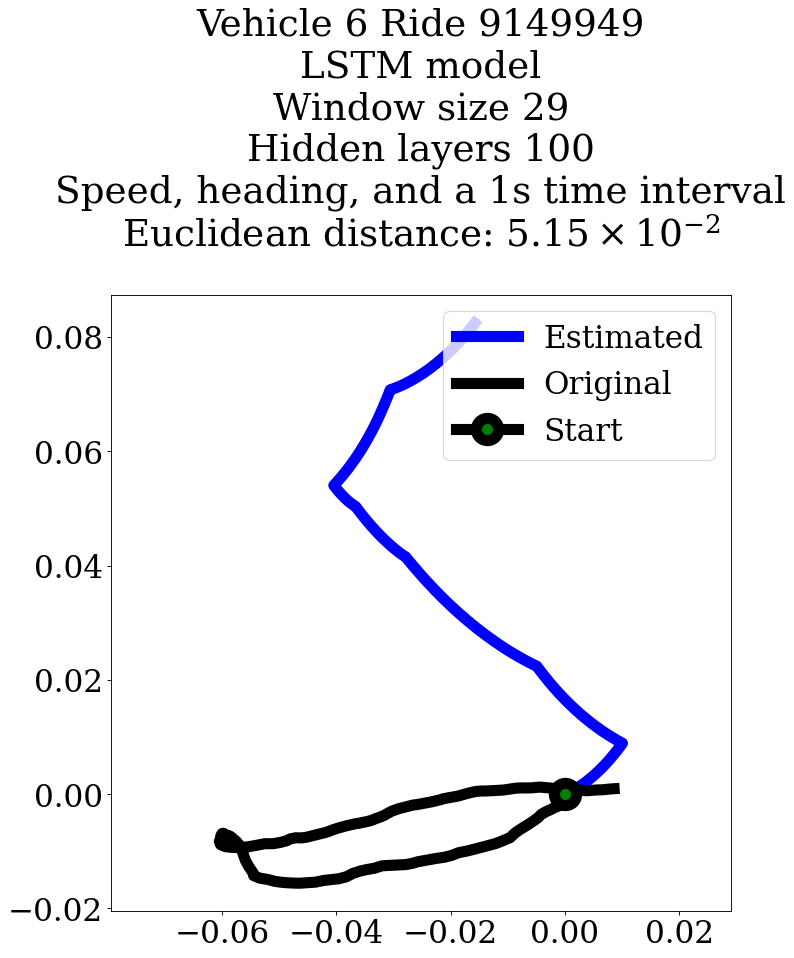 Vehicle 6 Ride 9149949
LSTM model
Window size 29
Hidden layers 100
Speed, heading, and a 1s time interval
Euclidean distance: 5.15 × 10⁻²
Estimated
Original
Start
0.08
0.06
0.04
0.02
0.00
−0.02
−0.06 −0.04 −0.02 0.00 0.02